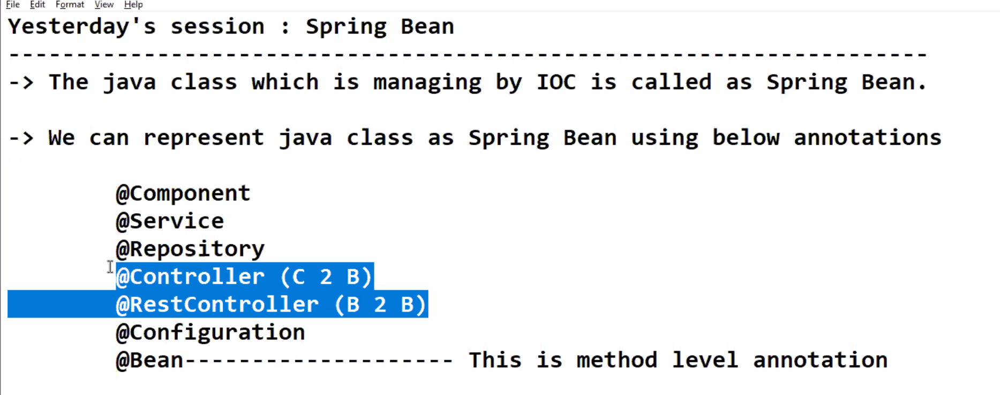 File Edit Format View Help
Yesterday's session : Spring Bean
--------------------------------------------------------------------
-> The java class which is managing by IOC is called as Spring Bean.
-> We can represent java class as Spring Bean using below annotations
@Component
@Service
@Repository
@Controller (C 2 B)
@RestController (B 2 B)
@Configuration
@Bean-------------------- This is method level annotation